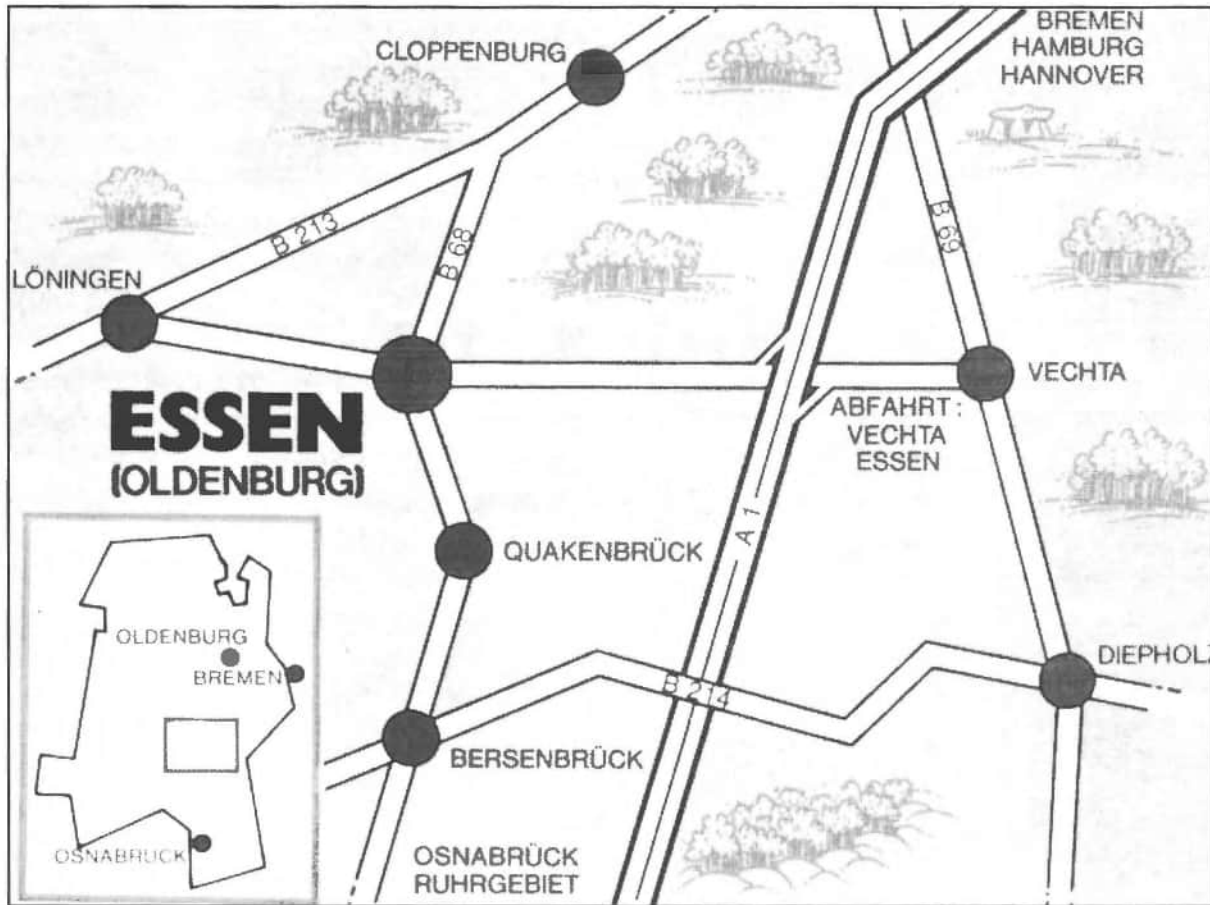 CLOPPENBURG
BREMEN
HAMBURG
HANNOVER
B 213
B 68
B 69
LÖNINGEN
VECHTA
ESSEN
(OLDENBURG)
ABFAHRT:
VECHTA
ESSEN
A 1
QUAKENBRÜCK
OLDENBURG
BREMEN
DIEPHOLZ
B 214
BERSENBRÜCK
OSNABRÜCK
OSNABRÜCK
RUHRGEBIET